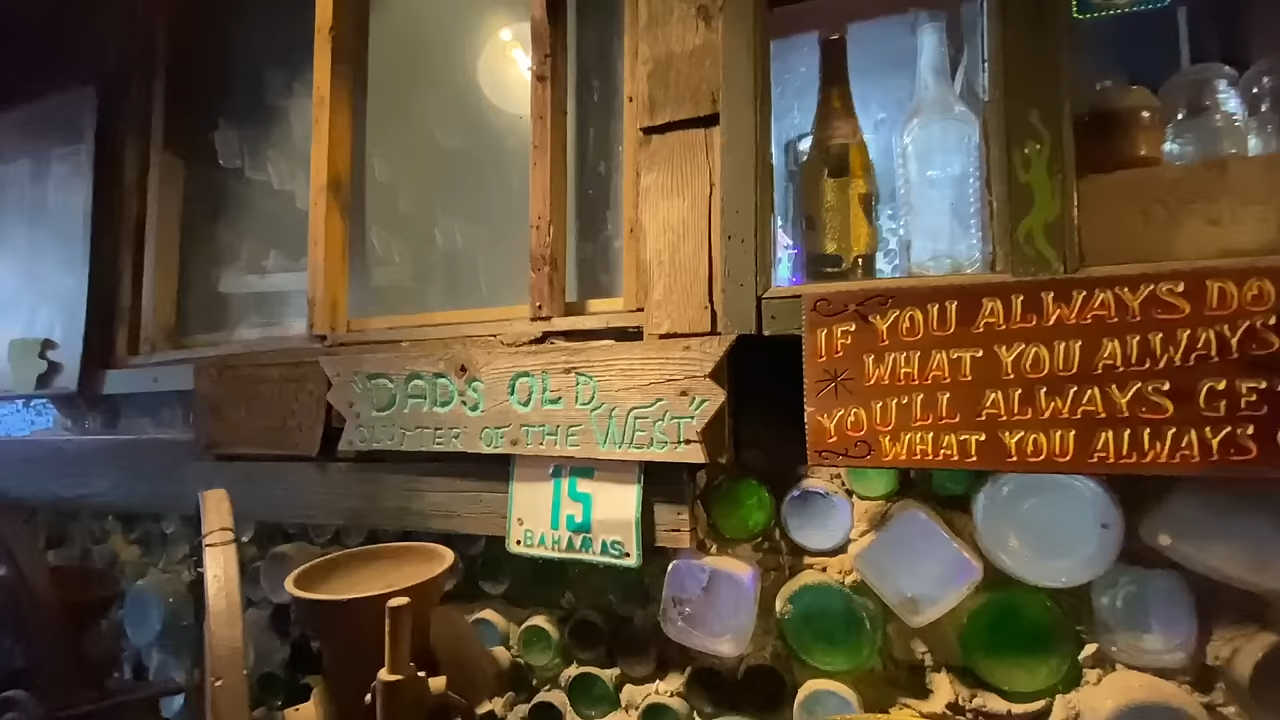 "DAD'S OLD
CLUTTER OF THE WEST"
15
BAHAMAS
IF YOU ALWAYS DO
WHAT YOU ALWAYS
YOU'LL ALWAYS GE
WHAT YOU ALWAYS